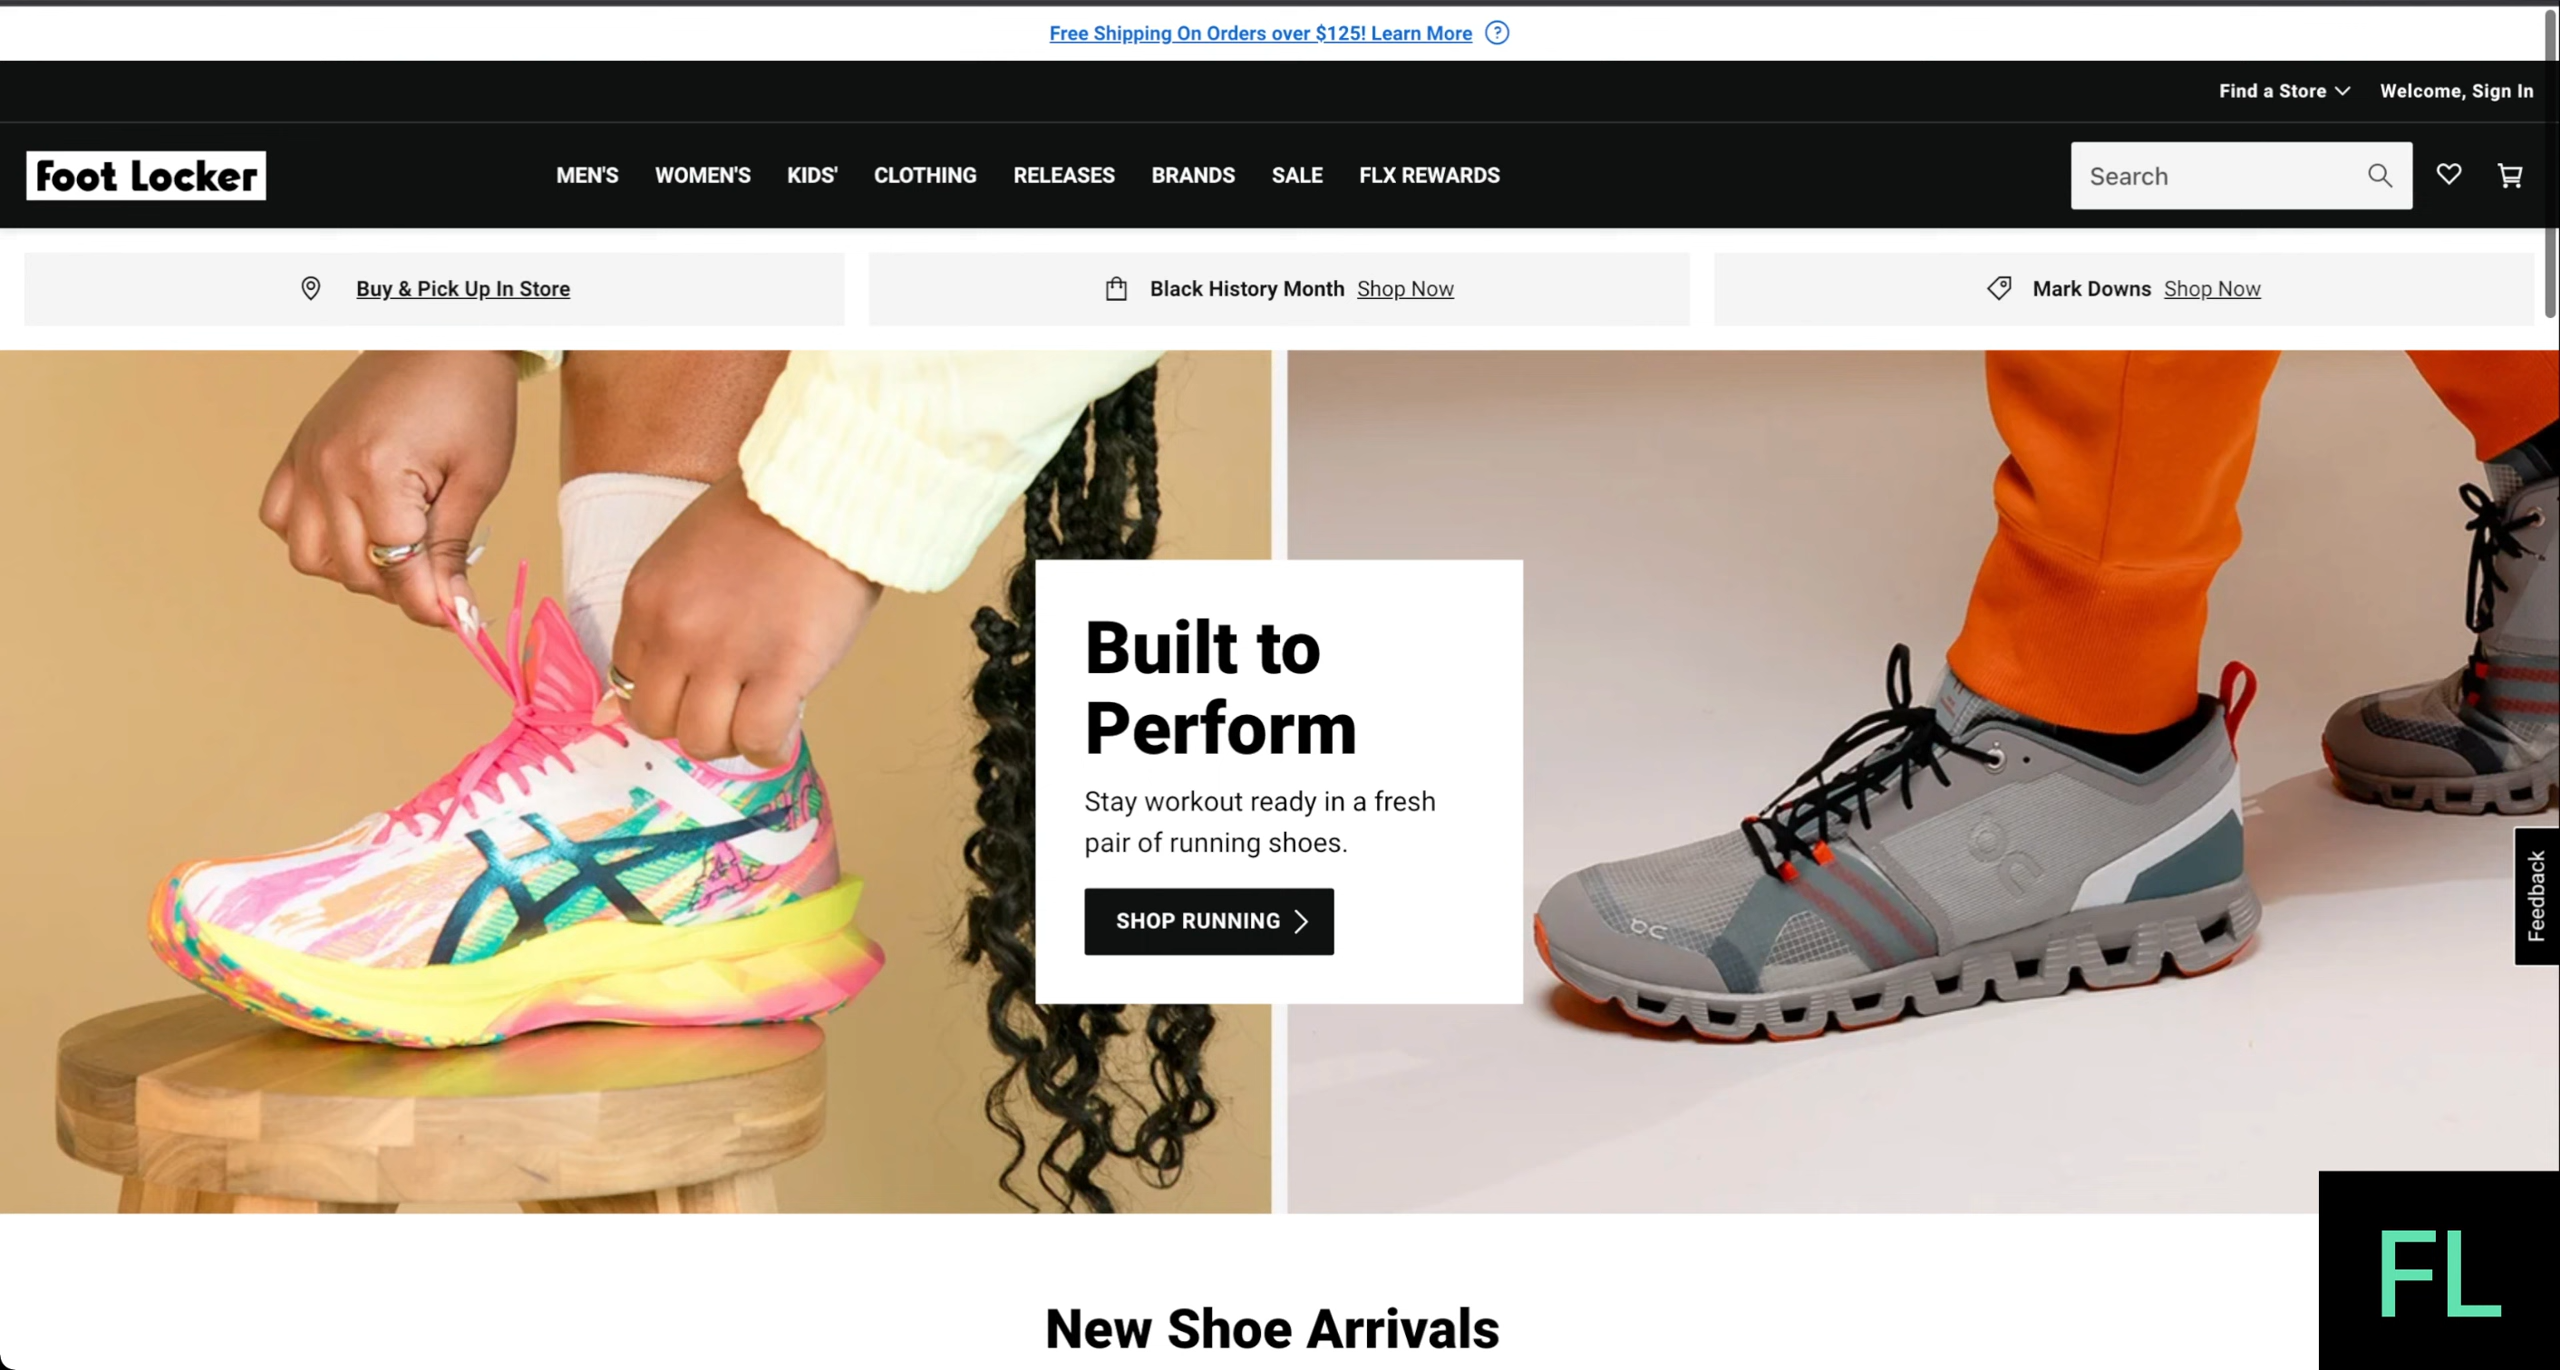 Free Shipping On Orders over $125! Learn More ?
Find a Store Welcome, Sign In
Foot Locker MEN'S WOMEN'S KIDS' CLOTHING RELEASES BRANDS SALE FLX REWARDS Search
Buy & Pick Up In Store Black History Month Shop Now Mark Downs Shop Now
Built to
Perform
Stay workout ready in a fresh
pair of running shoes.
SHOP RUNNING
Feedback
FL
New Shoe Arrivals